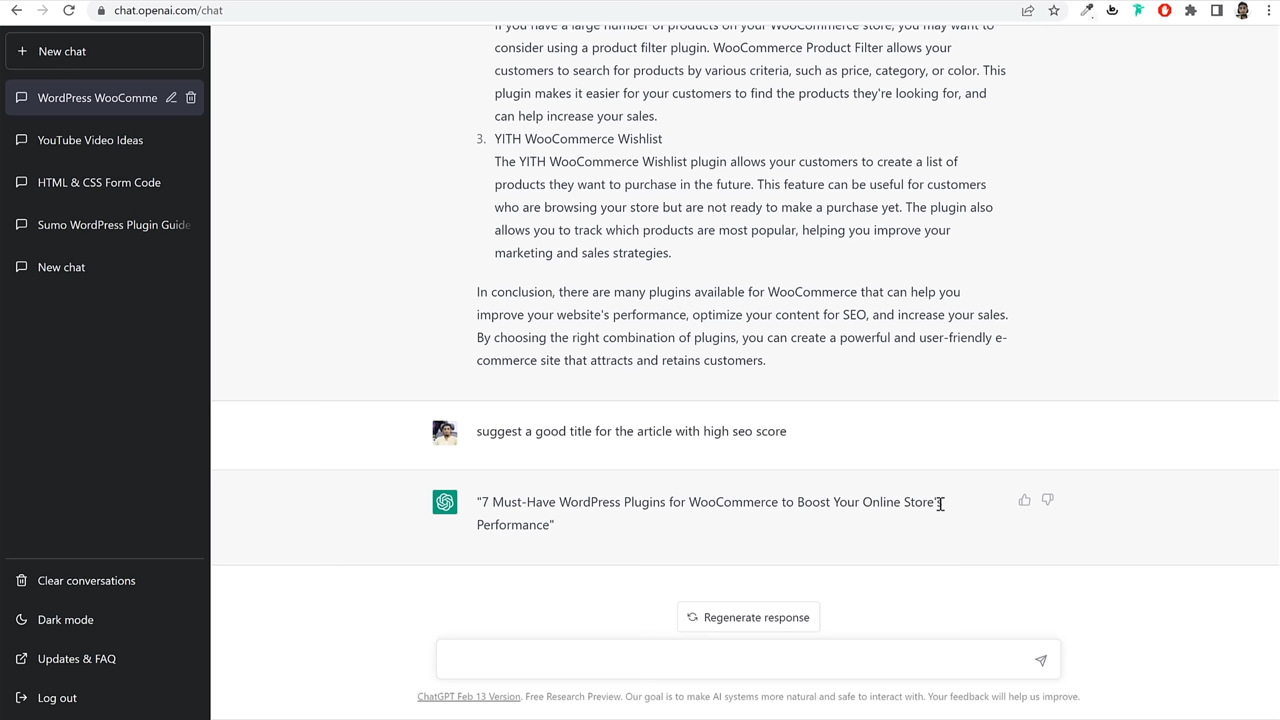 chat.openai.com/chat
New chat
WordPress WooComme
YouTube Video Ideas
HTML & CSS Form Code
Sumo WordPress Plugin Guide
New chat
Clear conversations
Dark mode
Updates & FAQ
Log out
If you have a large number of products on your WooCommerce store, you may want to
consider using a product filter plugin. WooCommerce Product Filter allows your
customers to search for products by various criteria, such as price, category, or color. This
plugin makes it easier for your customers to find the products they're looking for, and
can help increase your sales.
3. YITH WooCommerce Wishlist
The YITH WooCommerce Wishlist plugin allows your customers to create a list of
products they want to purchase in the future. This feature can be useful for customers
who are browsing your store but are not ready to make a purchase yet. The plugin also
allows you to track which products are most popular, helping you improve your
marketing and sales strategies.
In conclusion, there are many plugins available for WooCommerce that can help you
improve your website's performance, optimize your content for SEO, and increase your sales.
By choosing the right combination of plugins, you can create a powerful and user-friendly e-
commerce site that attracts and retains customers.
suggest a good title for the article with high seo score
"7 Must-Have WordPress Plugins for WooCommerce to Boost Your Online Store's
Performance"
Regenerate response
ChatGPT Feb 13 Version. Free Research Preview. Our goal is to make AI systems more natural and safe to interact with. Your feedback will help us improve.